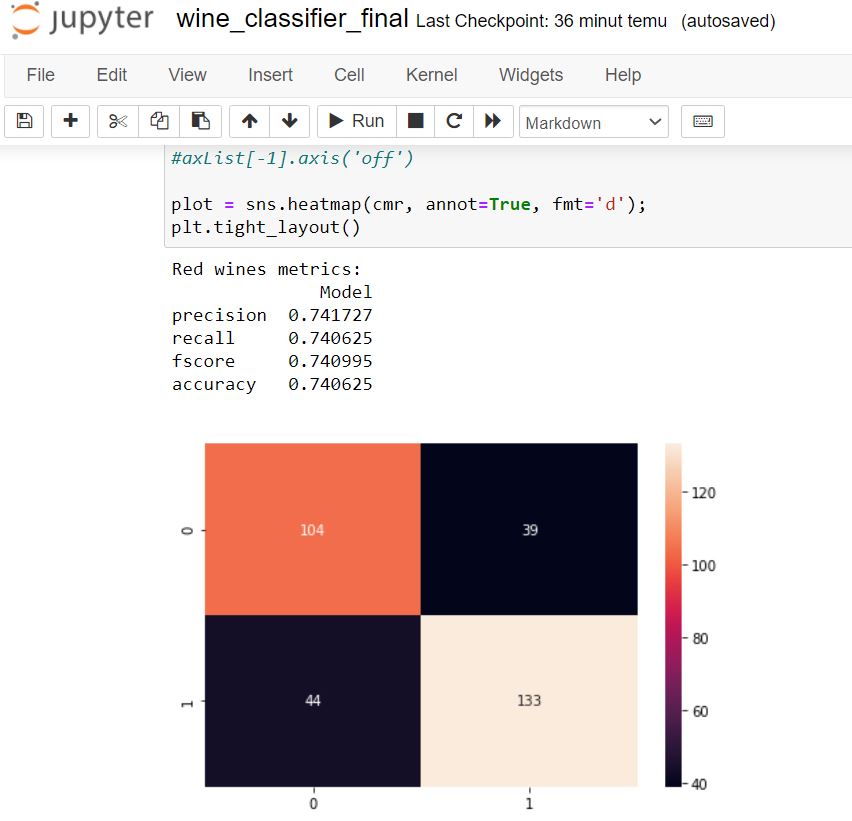 jupyter wine_classifier_final Last Checkpoint: 36 minut temu (autosaved)
File Edit View Insert Cell Kernel Widgets Help
Run Markdown
#axList[-1].axis('off')
plot = sns.heatmap(cmr, annot=True, fmt='d');
plt.tight_layout()
Red wines metrics:
Model
precision 0.741727
recall 0.740625
fscore 0.740995
accuracy 0.740625
120
0 104 39
100
80
1 44 133
60
40
0 1